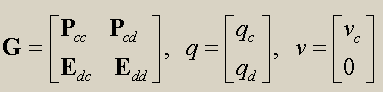 G = [P_cc P_cd; E_dc E_dd], q = [q_c; q_d], v = [v_c; 0]